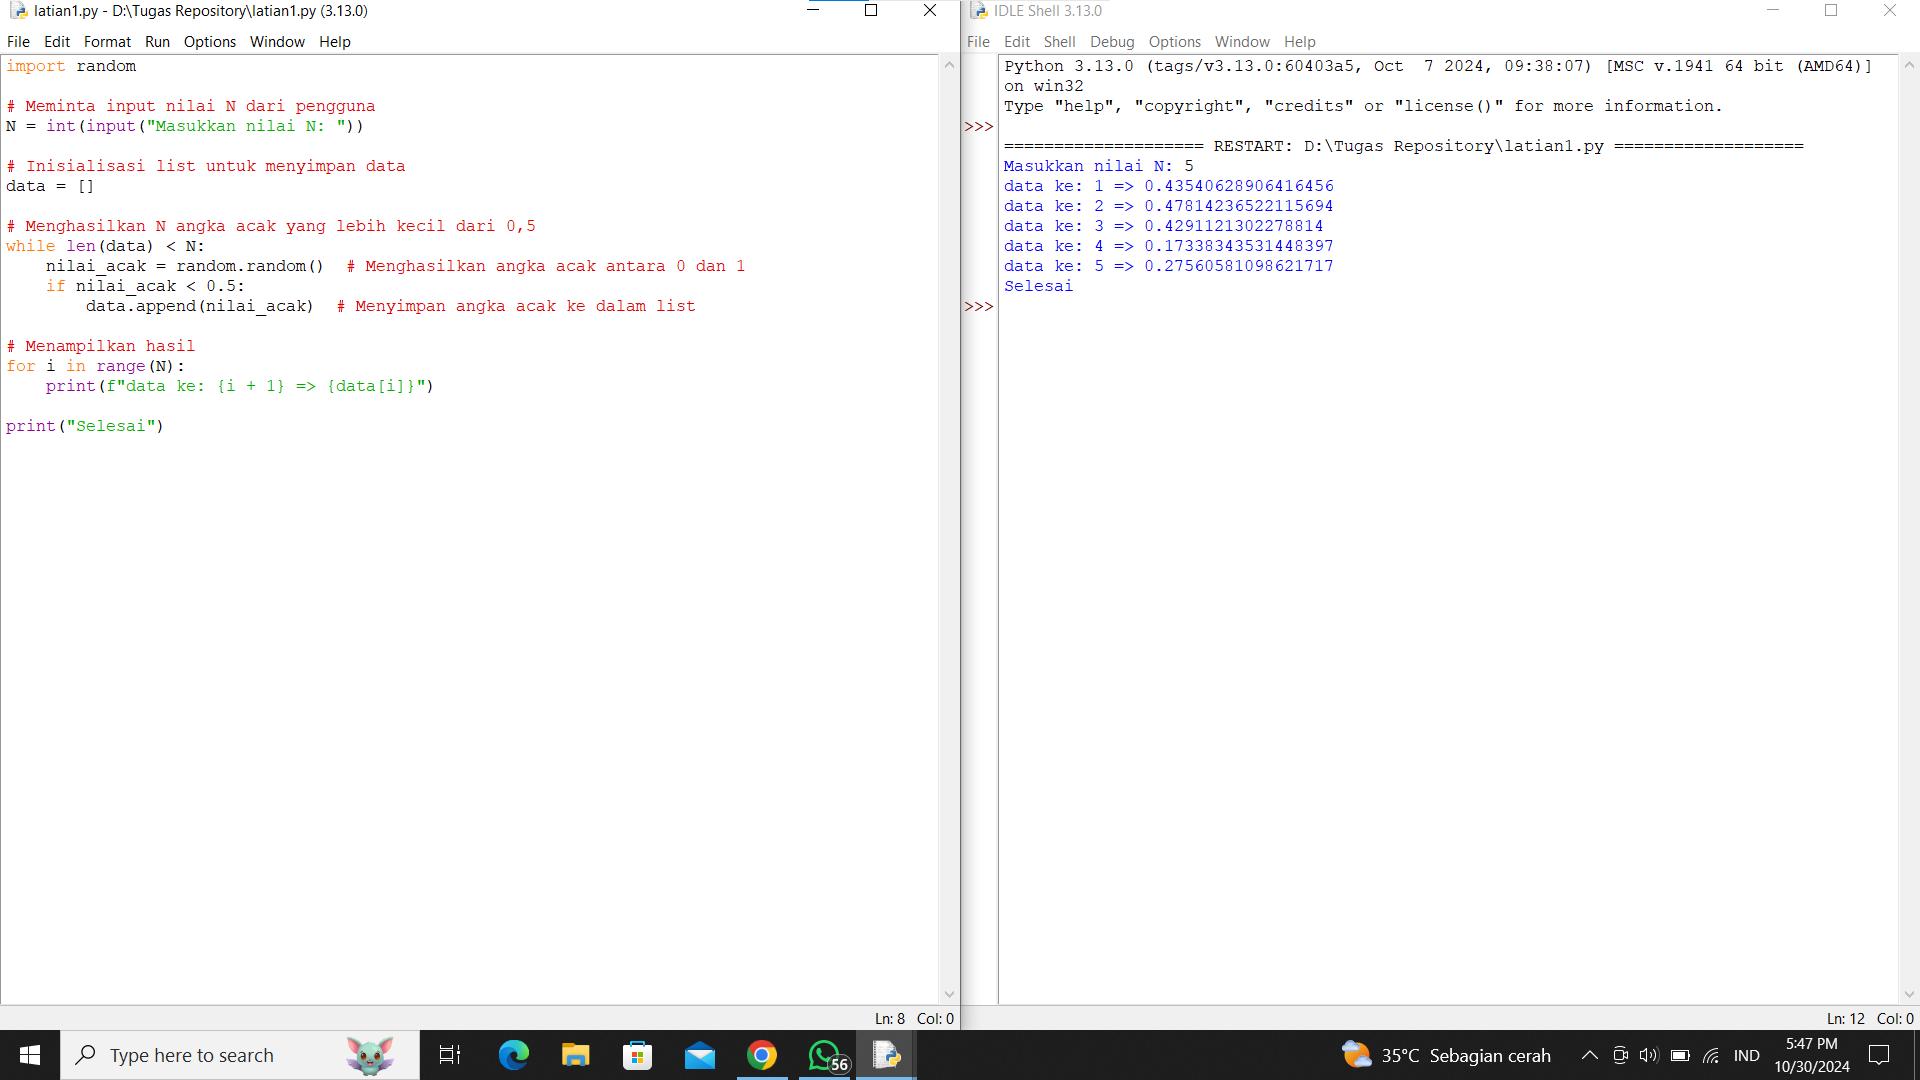 latian1.py - D:\Tugas Repository\latian1.py (3.13.0)
File Edit Format Run Options Window Help
import random
# Meminta input nilai N dari pengguna
N = int(input("Masukkan nilai N: "))
# Inisialisasi list untuk menyimpan data
data = []
# Menghasilkan N angka acak yang lebih kecil dari 0,5
while len(data) < N:
    nilai_acak = random.random()  # Menghasilkan angka acak antara 0 dan 1
    if nilai_acak < 0.5:
        data.append(nilai_acak)  # Menyimpan angka acak ke dalam list
# Menampilkan hasil
for i in range(N):
    print(f"data ke: {i + 1} => {data[i]}")
print("Selesai")
Ln: 8 Col: 0
IDLE Shell 3.13.0
File Edit Shell Debug Options Window Help
Python 3.13.0 (tags/v3.13.0:60403a5, Oct  7 2024, 09:38:07) [MSC v.1941 64 bit (AMD64)]
on win32
Type "help", "copyright", "credits" or "license()" for more information.
>>>
==================== RESTART: D:\Tugas Repository\latian1.py ===================
Masukkan nilai N: 5
data ke: 1 => 0.43540628906416456
data ke: 2 => 0.47814236522115694
data ke: 3 => 0.4291121302278814
data ke: 4 => 0.17338343531448397
data ke: 5 => 0.27560581098621717
Selesai
>>>
Ln: 12 Col: 0
Type here to search
56
35°C Sebagian cerah
IND
5:47 PM
10/30/2024